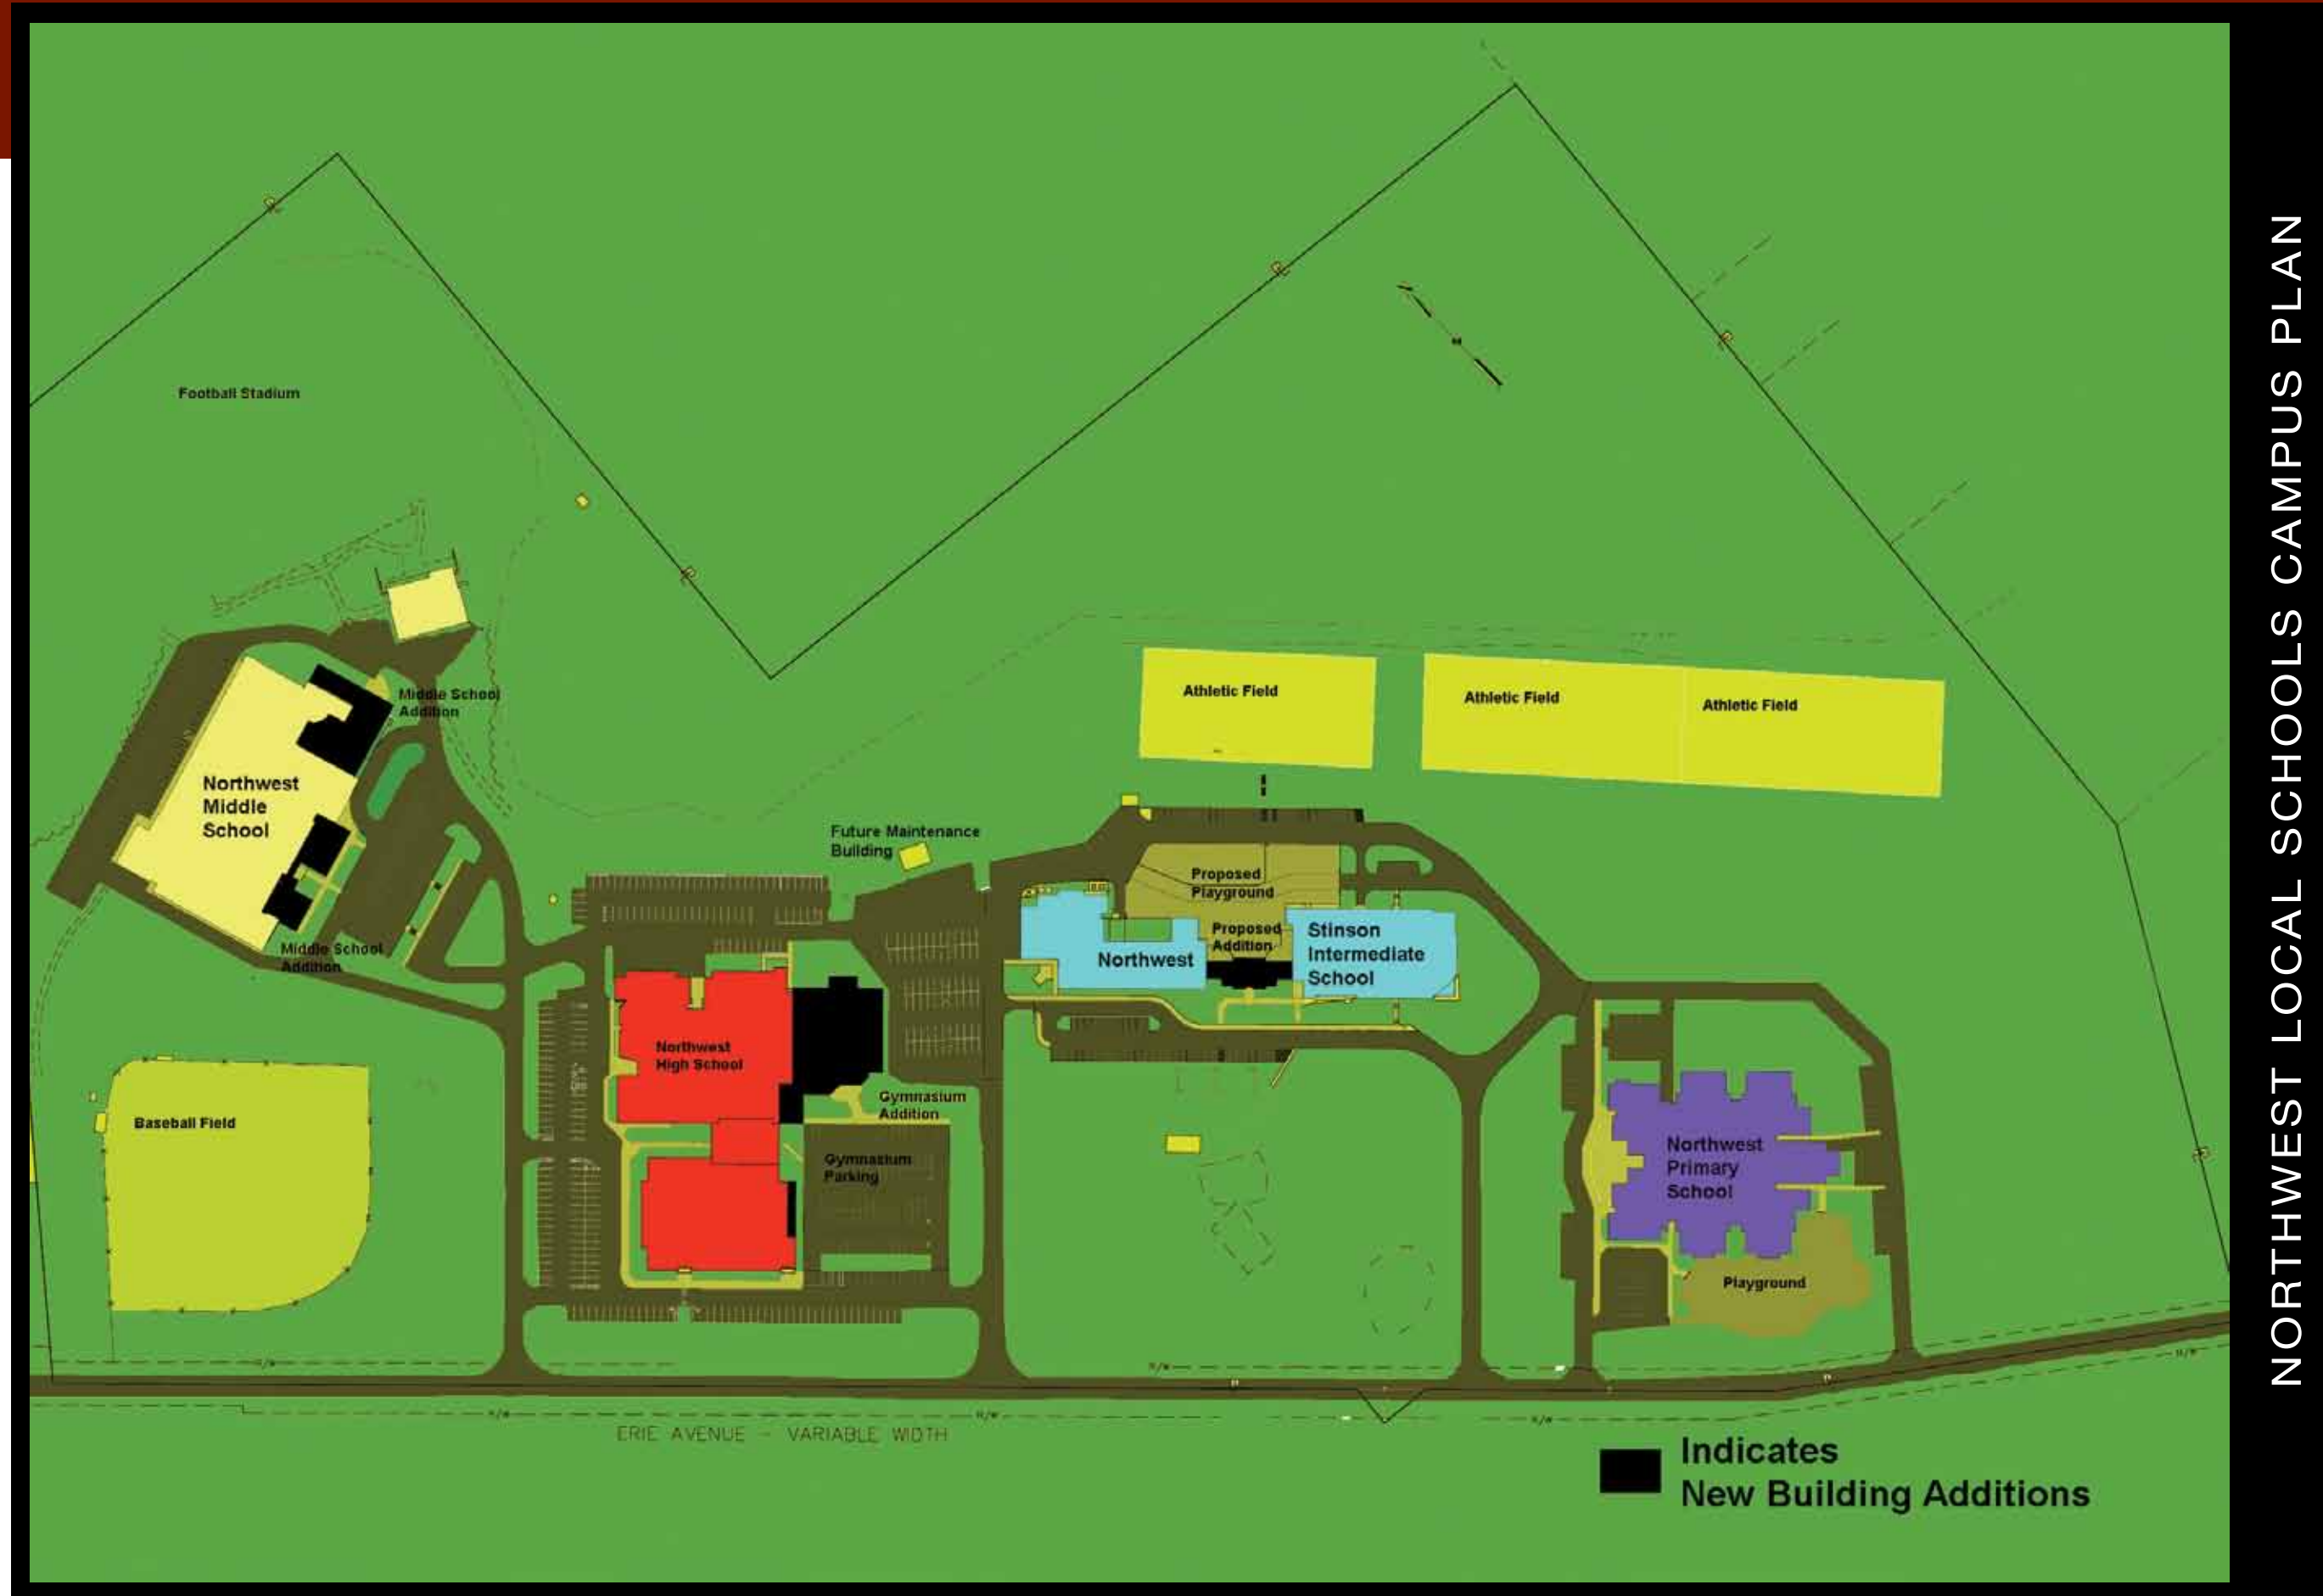 NORTHWEST LOCAL SCHOOLS CAMPUS PLAN
Football Stadium
Middle School
Addition
Northwest
Middle
School
Middle School
Addition
Baseball Field
Future Maintenance
Building
Northwest
High School
Gymnasium
Addition
Gymnasium
Parking
Athletic Field
Athletic Field
Athletic Field
Proposed
Playground
Proposed
Addition
Northwest
Stinson
Intermediate
School
Northwest
Primary
School
Playground
R/W
R/W
R/W
R/W
R/W
R/W
ERIE AVENUE - VARIABLE WIDTH
Indicates
New Building Additions